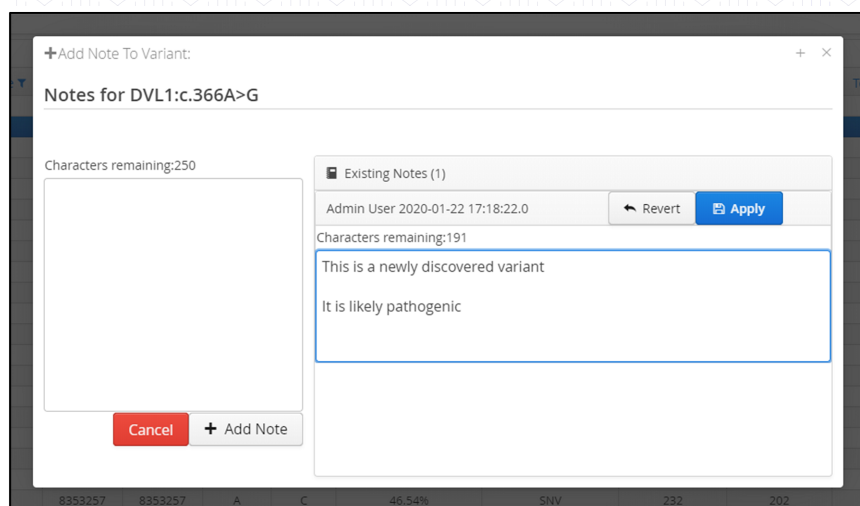 Add Note To Variant:
Notes for DVL1:c.366A>G
Characters remaining:250
Existing Notes (1)
Admin User 2020-01-22 17:18:22.0
Revert
Apply
Characters remaining:191
This is a newly discovered variant
It is likely pathogenic
Cancel
Add Note
8353257 8353257 A C 46.54% SNV 232 202